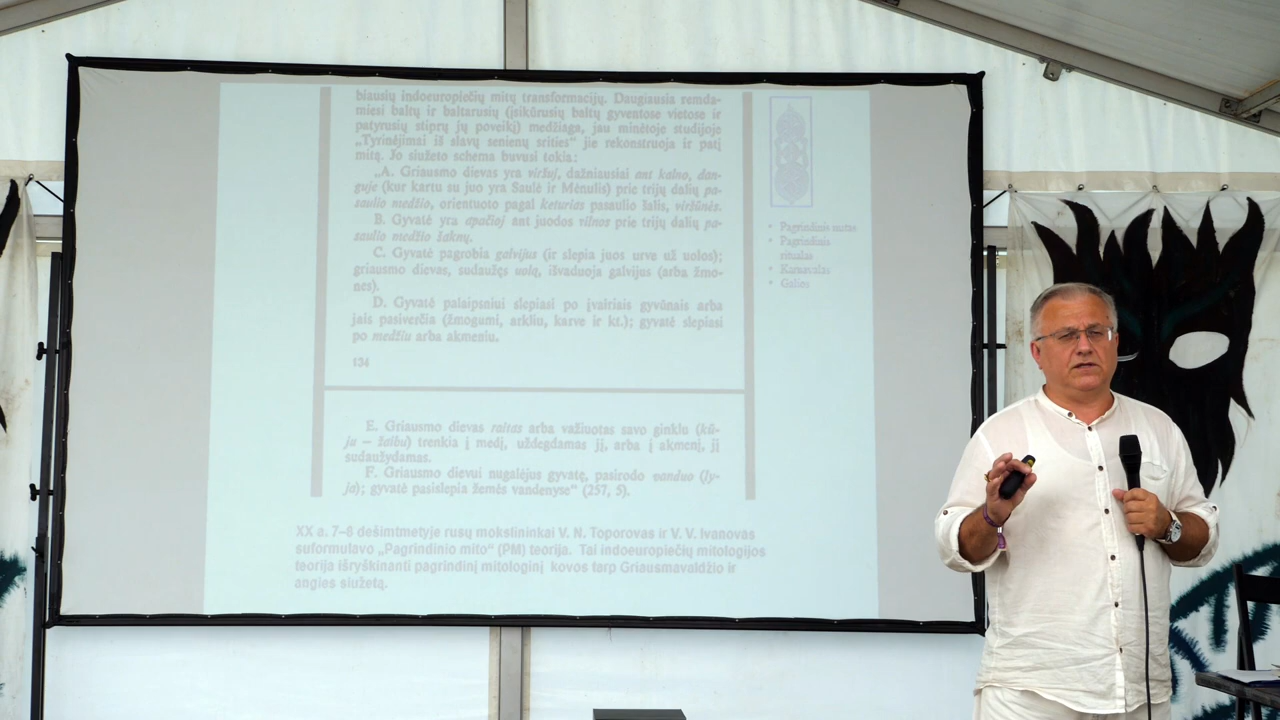 biausių indoeuropiečių mitų transformacijų. Daugiausia remda-
miesi baltų ir baltarusių (įsikūrusių baltų gyventose vietose ir
patyrusių stiprų jų poveikį) medžiaga, jau minėtoje studijoje
„Tyrinėjimai iš slavų senienų srities“ jie rekonstruoja ir patį
mitą. Jo siužeto schema buvusi tokia:
„A. Griausmo dievas yra viršuj, dažniausiai ant kalno, dan-
guje (kur kartu su juo yra Saulė ir Mėnulis) prie trijų dalių pa-
saulio medžio, orientuoto pagal keturias pasaulio šalis, viršūnės.
B. Gyvatė yra apačioj ant juodos vilnos prie trijų dalių pa-
saulio medžio šaknų.
C. Gyvatė pagrobia galvijus (ir slepia juos urve už uolos);
griausmo dievas, sudaužęs uolą, išvaduoja galvijus (arba žmo-
nes).
D. Gyvatė palaipsniui slepiasi po įvairiais gyvūnais arba
jais pasiverčia (žmogumi, arkliu, karve ir kt.); gyvatė slepiasi
po medžiu arba akmeniu.
134
E. Griausmo dievas raitas arba važiuotas savo ginklu (kū-
ju – žaibu) trenkia į medį, uždegdamas jį, arba į akmenį, jį
sudaužydamas.
F. Griausmo dievui nugalėjus gyvatę, pasirodo vanduo (ly-
ja); gyvatė pasislepia žemės vandenyse“ (257, 5).
XX a. 7–8 dešimtmetyje rusų mokslininkai V. N. Toporovas ir V. V. Ivanovas
suformulavo „Pagrindinio mito“ (PM) teoriją. Tai indoeuropiečių mitologijos
teorija išryškinanti pagrindinį mitologinį kovos tarp Griausmavaldžio ir
angies siužetą.
• Pagrindinis mitas
• Pagrindinis
ritualas
• Karnavalas
• Galios